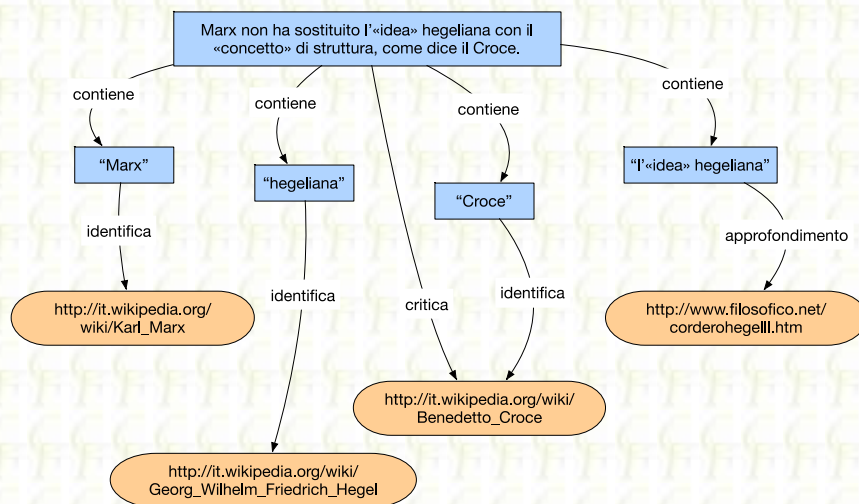 Marx non ha sostituito l'«idea» hegeliana con il
«concetto» di struttura, come dice il Croce.
contiene
contiene
contiene
contiene
“Marx”
“hegeliana”
“Croce”
“l'«idea» hegeliana”
identifica
identifica
critica
identifica
approfondimento
http://it.wikipedia.org/
wiki/Karl_Marx
http://www.filosofico.net/
corderohegelIl.htm
http://it.wikipedia.org/wiki/
Benedetto_Croce
http://it.wikipedia.org/wiki/
Georg_Wilhelm_Friedrich_Hegel